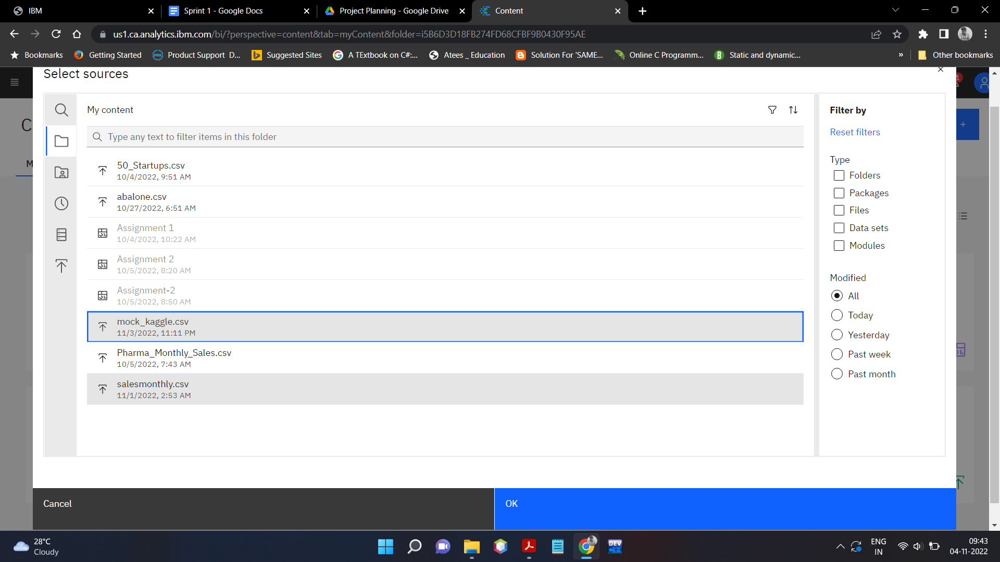 IBM
Sprint 1 - Google Docs
Project Planning - Google Drive
Content
us1.ca.analytics.ibm.com/bi/?perspective=content&tab=myContent&folder=i5B6D3D18FB274FD68CFBF9B0430F95AE
Bookmarks
Getting Started
Product Support D...
Suggested Sites
A TExtbook on C#:...
Atees _ Education
Solution For 'SAME...
Online C Programm...
Static and dynamic...
»
Other bookmarks
Select sources
1
C
M
My content
Type any text to filter items in this folder
50_Startups.csv
10/4/2022, 9:51 AM
abalone.csv
10/27/2022, 6:51 AM
Assignment 1
10/4/2022, 10:22 AM
Assignment 2
10/5/2022, 8:20 AM
Assignment-2
10/5/2022, 8:50 AM
mock_kaggle.csv
11/3/2022, 11:11 PM
Pharma_Monthly_Sales.csv
10/5/2022, 7:43 AM
salesmonthly.csv
11/1/2022, 2:53 AM
Filter by
Reset filters
Type
Folders
Packages
Files
Data sets
Modules
Modified
All
Today
Yesterday
Past week
Past month
Cancel
OK
28°C
Cloudy
DEV
C++
ENG
IN
09:43
04-11-2022